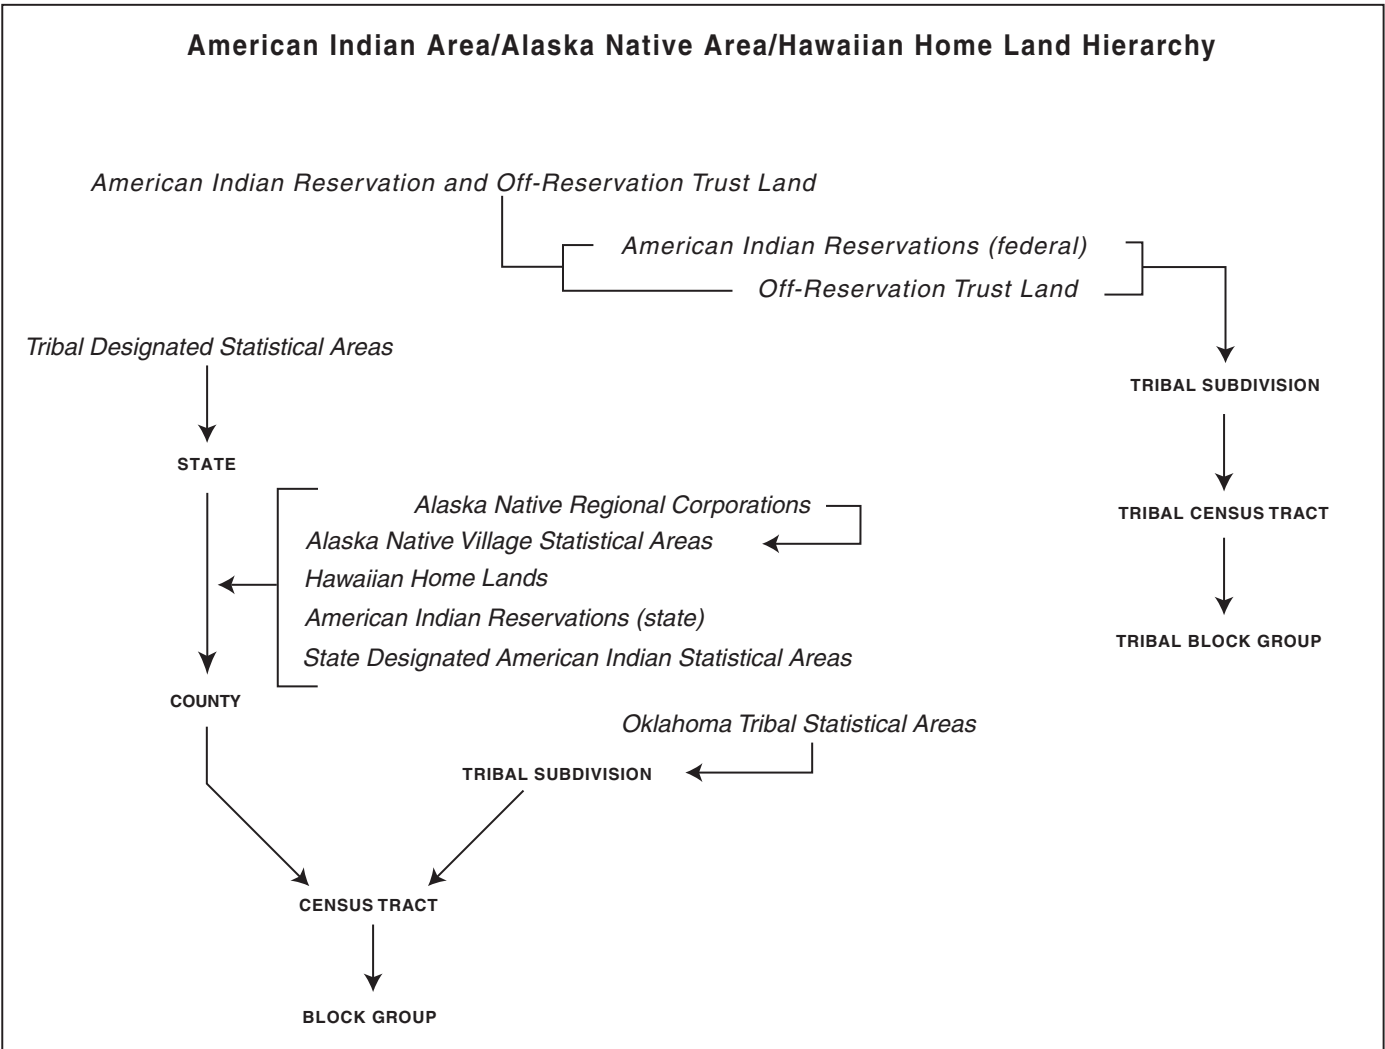 American Indian Area/Alaska Native Area/Hawaiian Home Land Hierarchy
American Indian Reservation and Off-Reservation Trust Land
American Indian Reservations (federal)
Off-Reservation Trust Land
Tribal Designated Statistical Areas
TRIBAL SUBDIVISION
STATE
Alaska Native Regional Corporations
TRIBAL CENSUS TRACT
Alaska Native Village Statistical Areas
Hawaiian Home Lands
American Indian Reservations (state)
TRIBAL BLOCK GROUP
State Designated American Indian Statistical Areas
COUNTY
Oklahoma Tribal Statistical Areas
TRIBAL SUBDIVISION
CENSUS TRACT
BLOCK GROUP